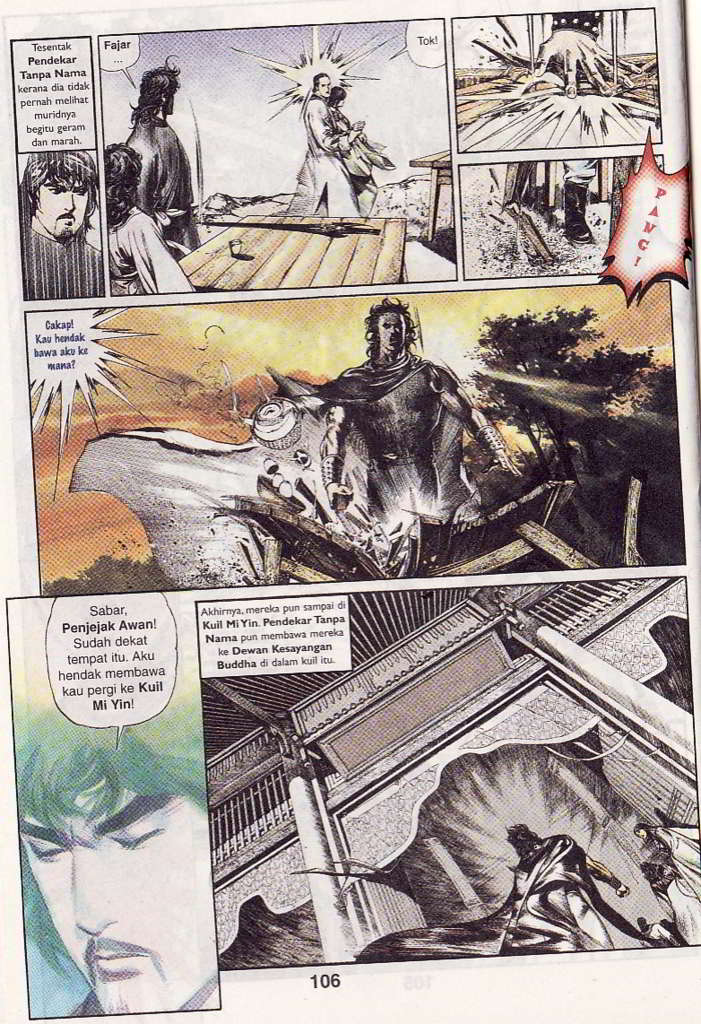 Tesentak
Pendekar
Tanpa Nama
kerana dia tidak
pernah melihat
muridnya
begitu geram
dan marah.
Fajar
...
Tok!
PANG!
Cakap!
Kau hendak
bawa aku ke
mana?
Sabar,
Penjejak Awan!
Sudah dekat
tempat itu. Aku
hendak membawa
kau pergi ke Kuil
Mi Yin!
Akhirnya, mereka pun sampai di
Kuil Mi Yin. Pendekar Tanpa
Nama pun membawa mereka
ke Dewan Kesayangan
Buddha di dalam kuil itu.
106